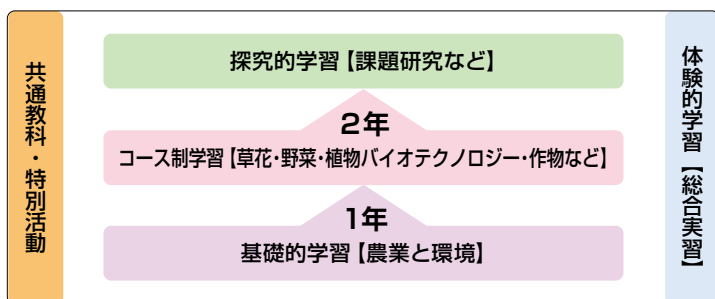 共通教科・特別活動
探究的学習【課題研究など】
2年
コース制学習【草花・野菜・植物バイオテクノロジー・作物など】
1年
基礎的学習【農業と環境】
体験的学習【総合実習】